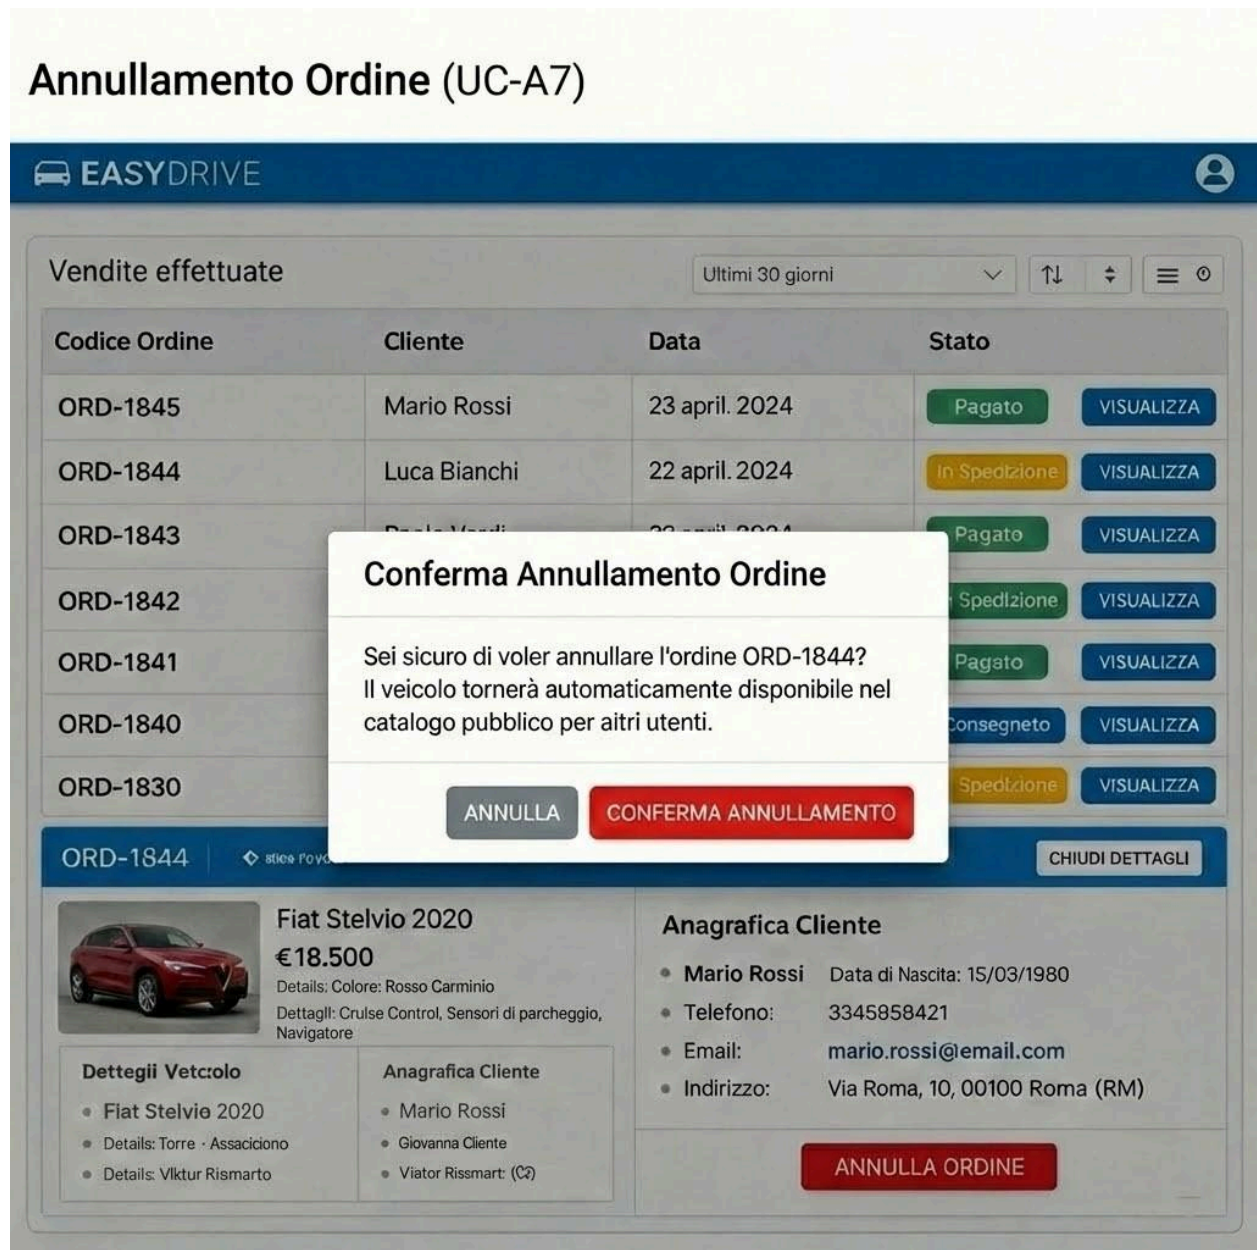 Annullamento Ordine (UC-A7)
EASYDRIVE
Vendite effettuate
Ultimi 30 giorni
Codice Ordine Cliente Data Stato
ORD-1845 Mario Rossi 23 april. 2024 Pagato VISUALIZZA
ORD-1844 Luca Bianchi 22 april. 2024 In Spedizione VISUALIZZA
ORD-1843 Pagato VISUALIZZA
ORD-1842 Spedlzione VISUALIZZA
ORD-1841 Pagato VISUALIZZA
ORD-1840 Consegneto VISUALIZZA
ORD-1830 VISUALIZZA
Conferma Annullamento Ordine
Sei sicuro di voler annullare l'ordine ORD-1844?
Il veicolo tornerà automaticamente disponibile nel
catalogo pubblico per aitri utenti.
ANNULLA CONFERMA ANNULLAMENTO
ORD-1844 CHIUDI DETTAGLI
Fiat Stelvio 2020
€18.500
Details: Colore: Rosso Carminio
Dettagll: Crulse Control, Sensori di parcheggio,
Navigatore
Dettegii Vetcolo
Fiat Stelvio 2020
Details: Torre · Assaciciono
Details: Vlktur Rismarto
Anagrafica Cliente
Mario Rossi
Giovanna Cliente
Viator Rissmart:
Anagrafica Cliente
Mario Rossi Data di Nascita: 15/03/1980
Telefono: 3345858421
Email: mario.rossi@email.com
Indirizzo: Via Roma, 10, 00100 Roma (RM)
ANNULLA ORDINE